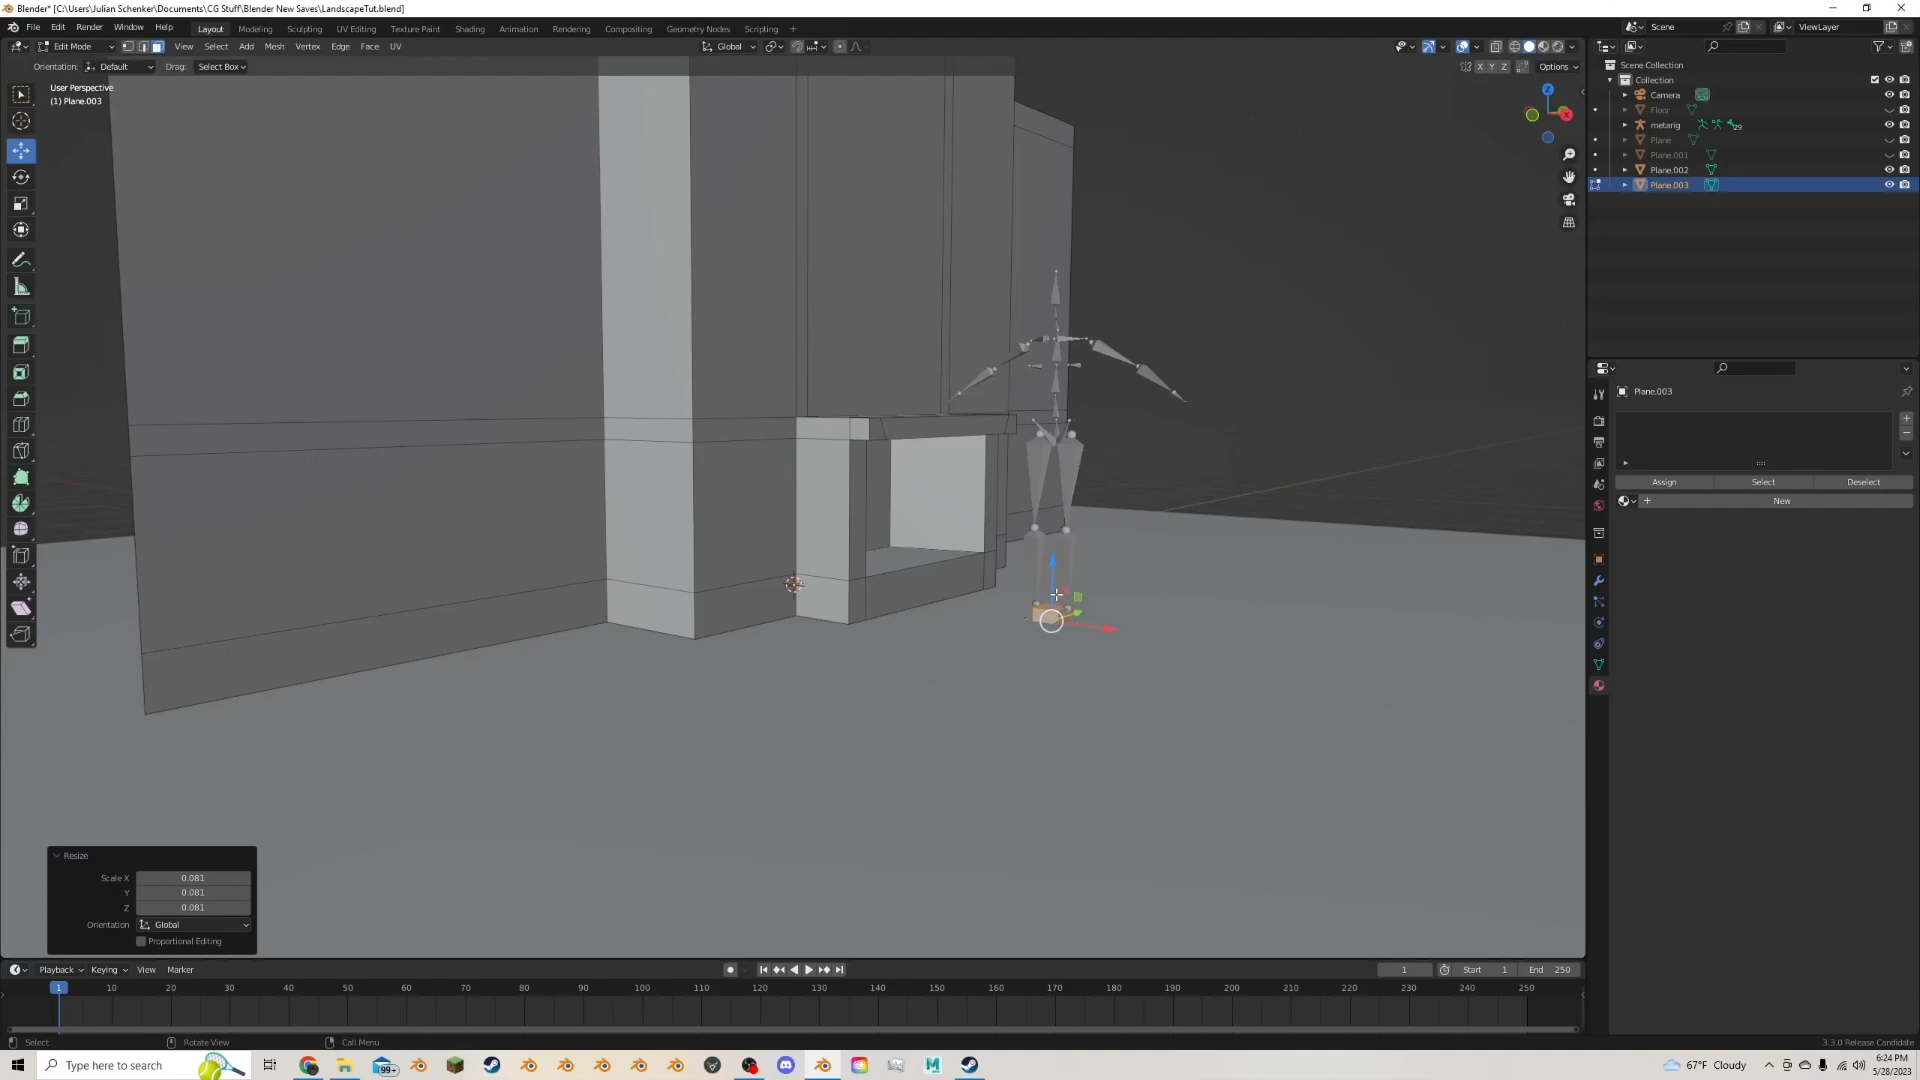 Blender* [C:\Users\Julian Schenker\Documents\CG Stuff\Blender New Saves\LandscapeTut.blend]
File Edit Render Window Help Layout Modeling Sculpting UV Editing Texture Paint Shading Animation Rendering Compositing Geometry Nodes Scripting + Scene ViewLayer
Edit Mode View Select Add Mesh Vertex Edge Face UV Global
Orientation: Default Drag: Select Box X Y Z Options
User Perspective
(1) Plane.003
Z
X
Scene Collection
Collection
Camera
Floor
metarig 29
Plane
Plane.001
Plane.002
Plane.003
Plane.003
Assign Select Deselect
+ New
Resize
Scale X 0.081
Y 0.081
Z 0.081
Orientation Global
Proportional Editing
Playback Keying View Marker 1 Start 1 End 250
1 10 20 30 40 50 60 70 80 90 100 110 120 130 140 150 160 170 180 190 200 210 220 230 240 250
Select Rotate View Call Menu 3.3.0 Release Candidate
Type here to search 99+ 67°F Cloudy 6:24 PM
5/28/2023